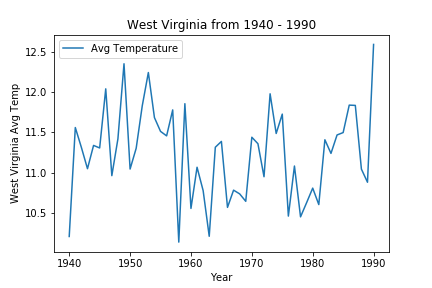 West Virginia from 1940 - 1990
Avg Temperature
West Virginia Avg Temp
12.5
12.0
11.5
11.0
10.5
1940 1950 1960 1970 1980 1990
Year